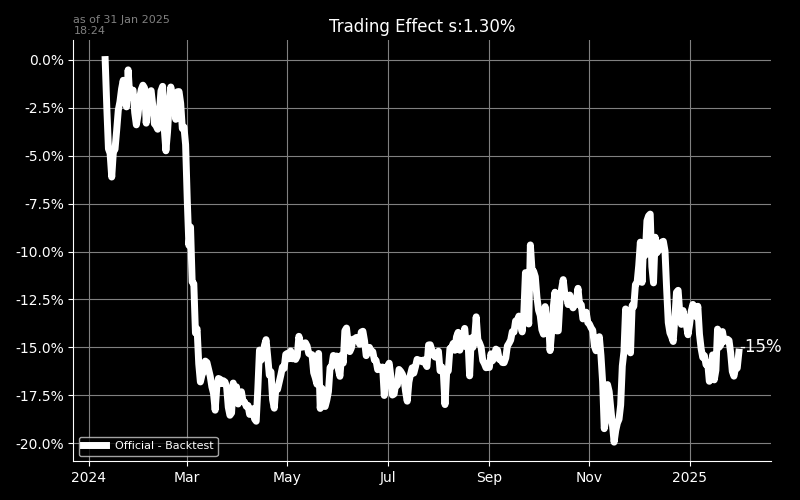 as of 31 Jan 2025
18:24
Trading Effect s:1.30%
0.0%
-2.5%
-5.0%
-7.5%
-10.0%
-12.5%
-15.0%
-17.5%
-20.0%
-15%
Official - Backtest
2024 Mar May Jul Sep Nov 2025